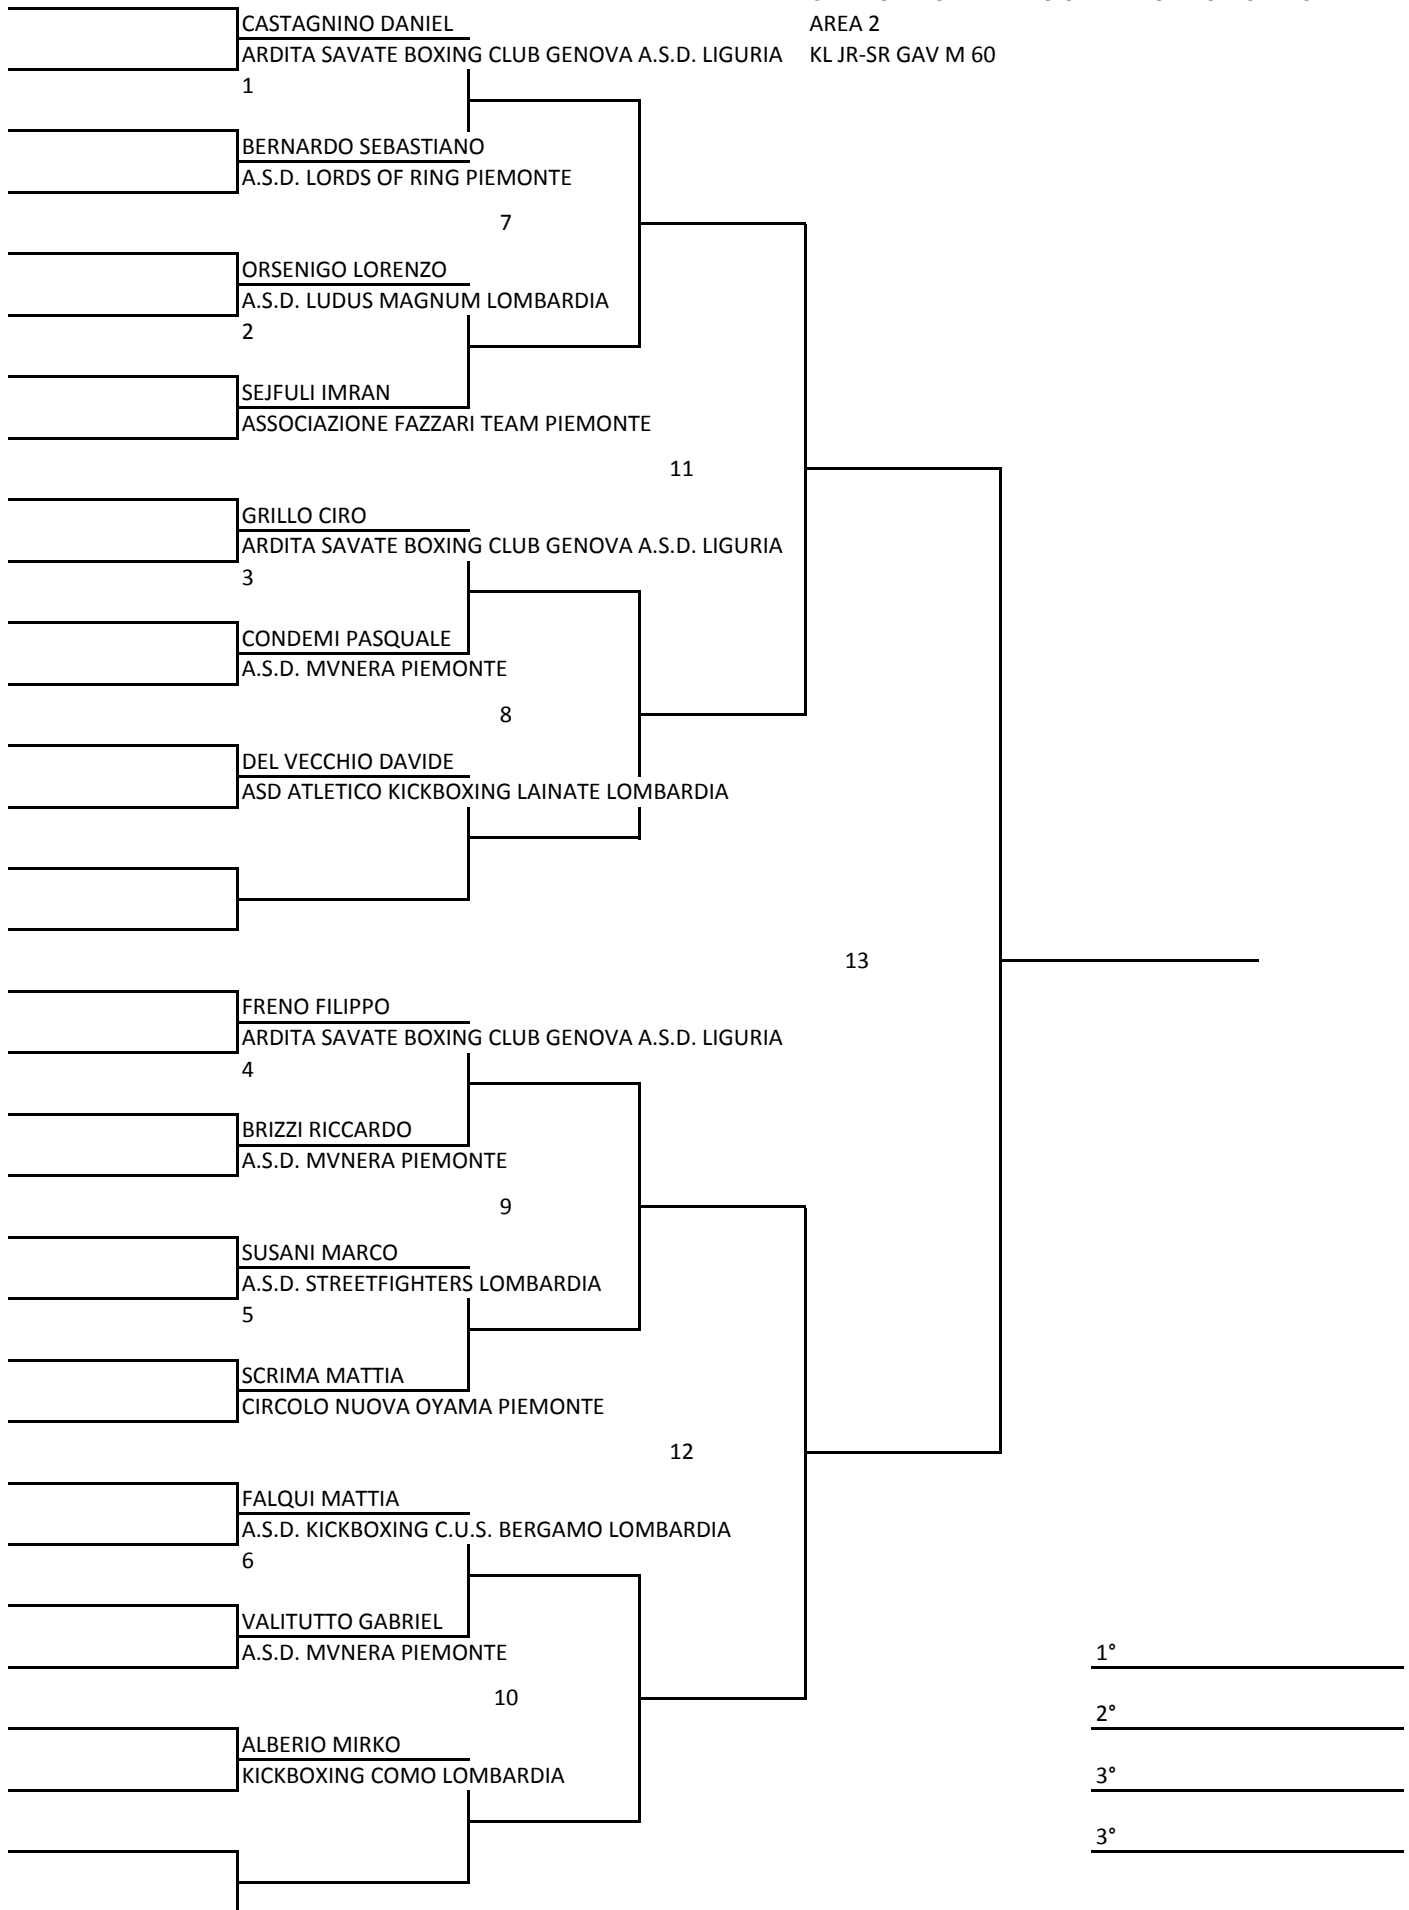 CASTAGNINO DANIEL
AREA 2
ARDITA SAVATE BOXING CLUB GENOVA A.S.D. LIGURIA
KL JR-SR GAV M 60
1
BERNARDO SEBASTIANO
A.S.D. LORDS OF RING PIEMONTE
7
ORSENIGO LORENZO
A.S.D. LUDUS MAGNUM LOMBARDIA
2
SEJFULI IMRAN
ASSOCIAZIONE FAZZARI TEAM PIEMONTE
11
GRILLO CIRO
ARDITA SAVATE BOXING CLUB GENOVA A.S.D. LIGURIA
3
CONDEMI PASQUALE
A.S.D. MVNERA PIEMONTE
8
DEL VECCHIO DAVIDE
ASD ATLETICO KICKBOXING LAINATE LOMBARDIA
13
FRENO FILIPPO
ARDITA SAVATE BOXING CLUB GENOVA A.S.D. LIGURIA
4
BRIZZI RICCARDO
A.S.D. MVNERA PIEMONTE
9
SUSANI MARCO
A.S.D. STREETFIGHTERS LOMBARDIA
5
SCRIMA MATTIA
CIRCOLO NUOVA OYAMA PIEMONTE
12
FALQUI MATTIA
A.S.D. KICKBOXING C.U.S. BERGAMO LOMBARDIA
6
VALITUTTO GABRIEL
A.S.D. MVNERA PIEMONTE
1°
10
2°
ALBERIO MIRKO
KICKBOXING COMO LOMBARDIA
3°
3°